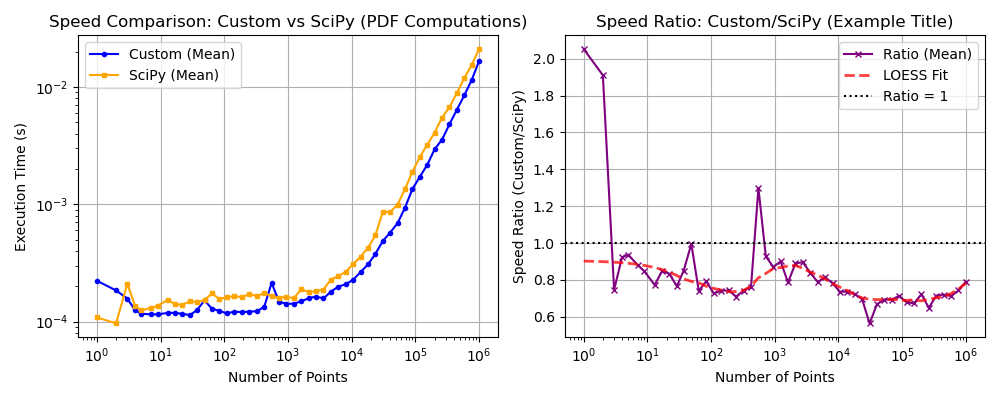 Speed Comparison: Custom vs SciPy (PDF Computations)
Custom (Mean)
SciPy (Mean)
Execution Time (s)
10⁻²
10⁻³
10⁻⁴
10⁰ 10¹ 10² 10³ 10⁴ 10⁵ 10⁶
Number of Points
Speed Ratio: Custom/SciPy (Example Title)
Ratio (Mean)
LOESS Fit
Ratio = 1
Speed Ratio (Custom/SciPy)
2.0
1.8
1.6
1.4
1.2
1.0
0.8
0.6
10⁰ 10¹ 10² 10³ 10⁴ 10⁵ 10⁶
Number of Points